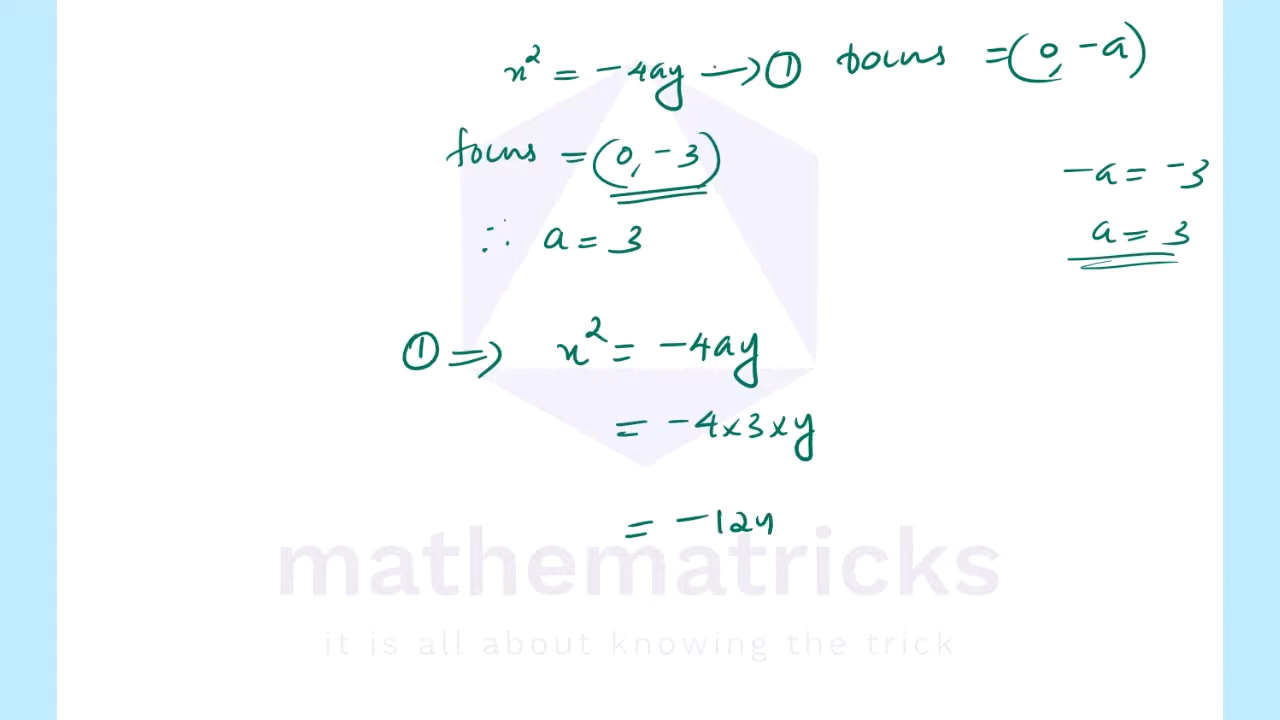 x² = -4ay → ① focus = (0, -a)
focus = (0, -3)
-a = -3
∴ a = 3
a = 3
① ⇒ x² = -4ay
= -4×3×y
= -12y
mathematricks
it is all about knowing the trick